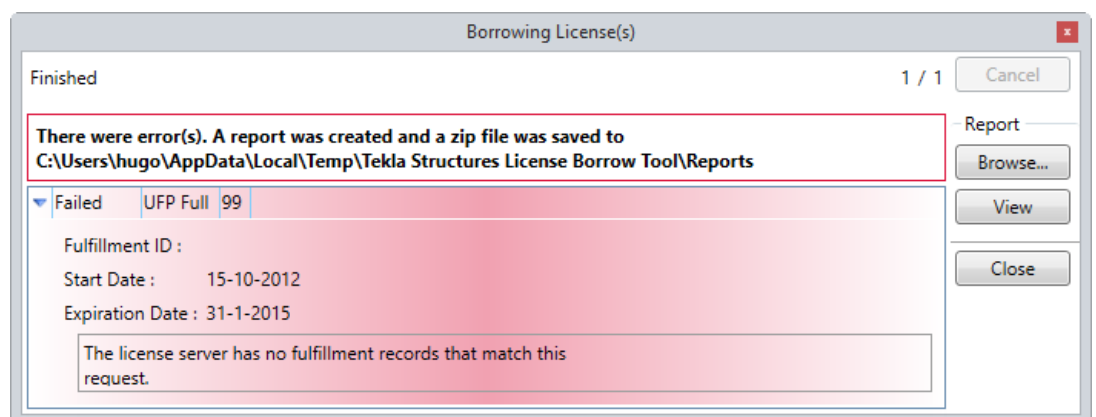 Borrowing License(s)
x
Finished
1 / 1
Cancel
There were error(s). A report was created and a zip file was saved to
C:\Users\hugo\AppData\Local\Temp\Tekla Structures License Borrow Tool\Reports
Report
Browse...
View
Close
Failed UFP Full 99
Fulfillment ID :
Start Date : 15-10-2012
Expiration Date : 31-1-2015
The license server has no fulfillment records that match this
request.